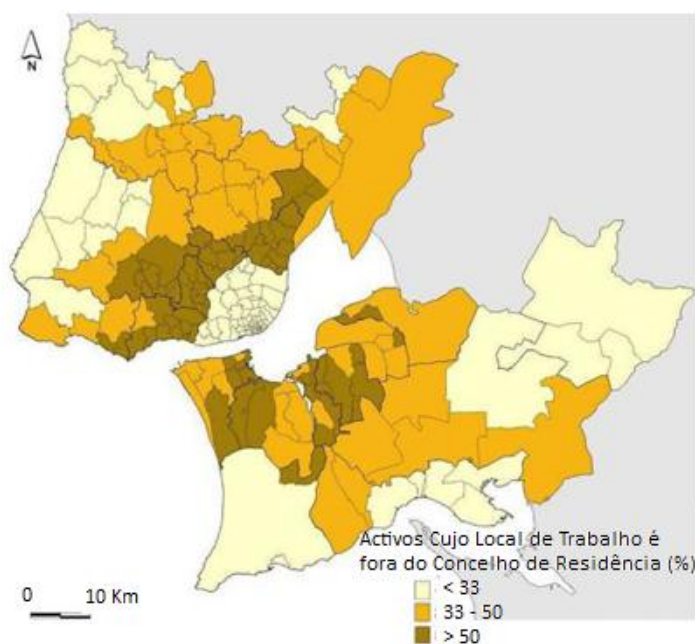 N
Activos Cujo Local de Trabalho é
fora do Concelho de Residência (%)
0 10 Km
< 33
33 - 50
> 50